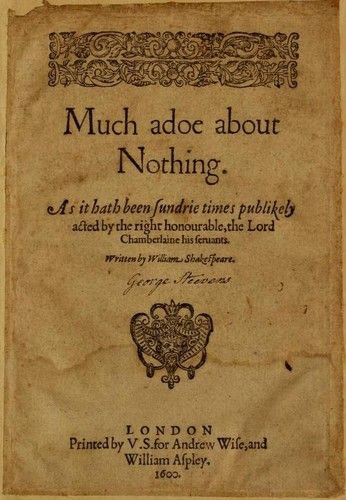 Much adoe about
Nothing.
As it hath been ſundrie times publikely
acted by the right honourable, the Lord
Chamberlaine his ſeruants.
Written by William Shakeſpeare.
George Steevens
LONDON
Printed by V.S. for Andrew Wiſe, and
William Aſpley.
1600.